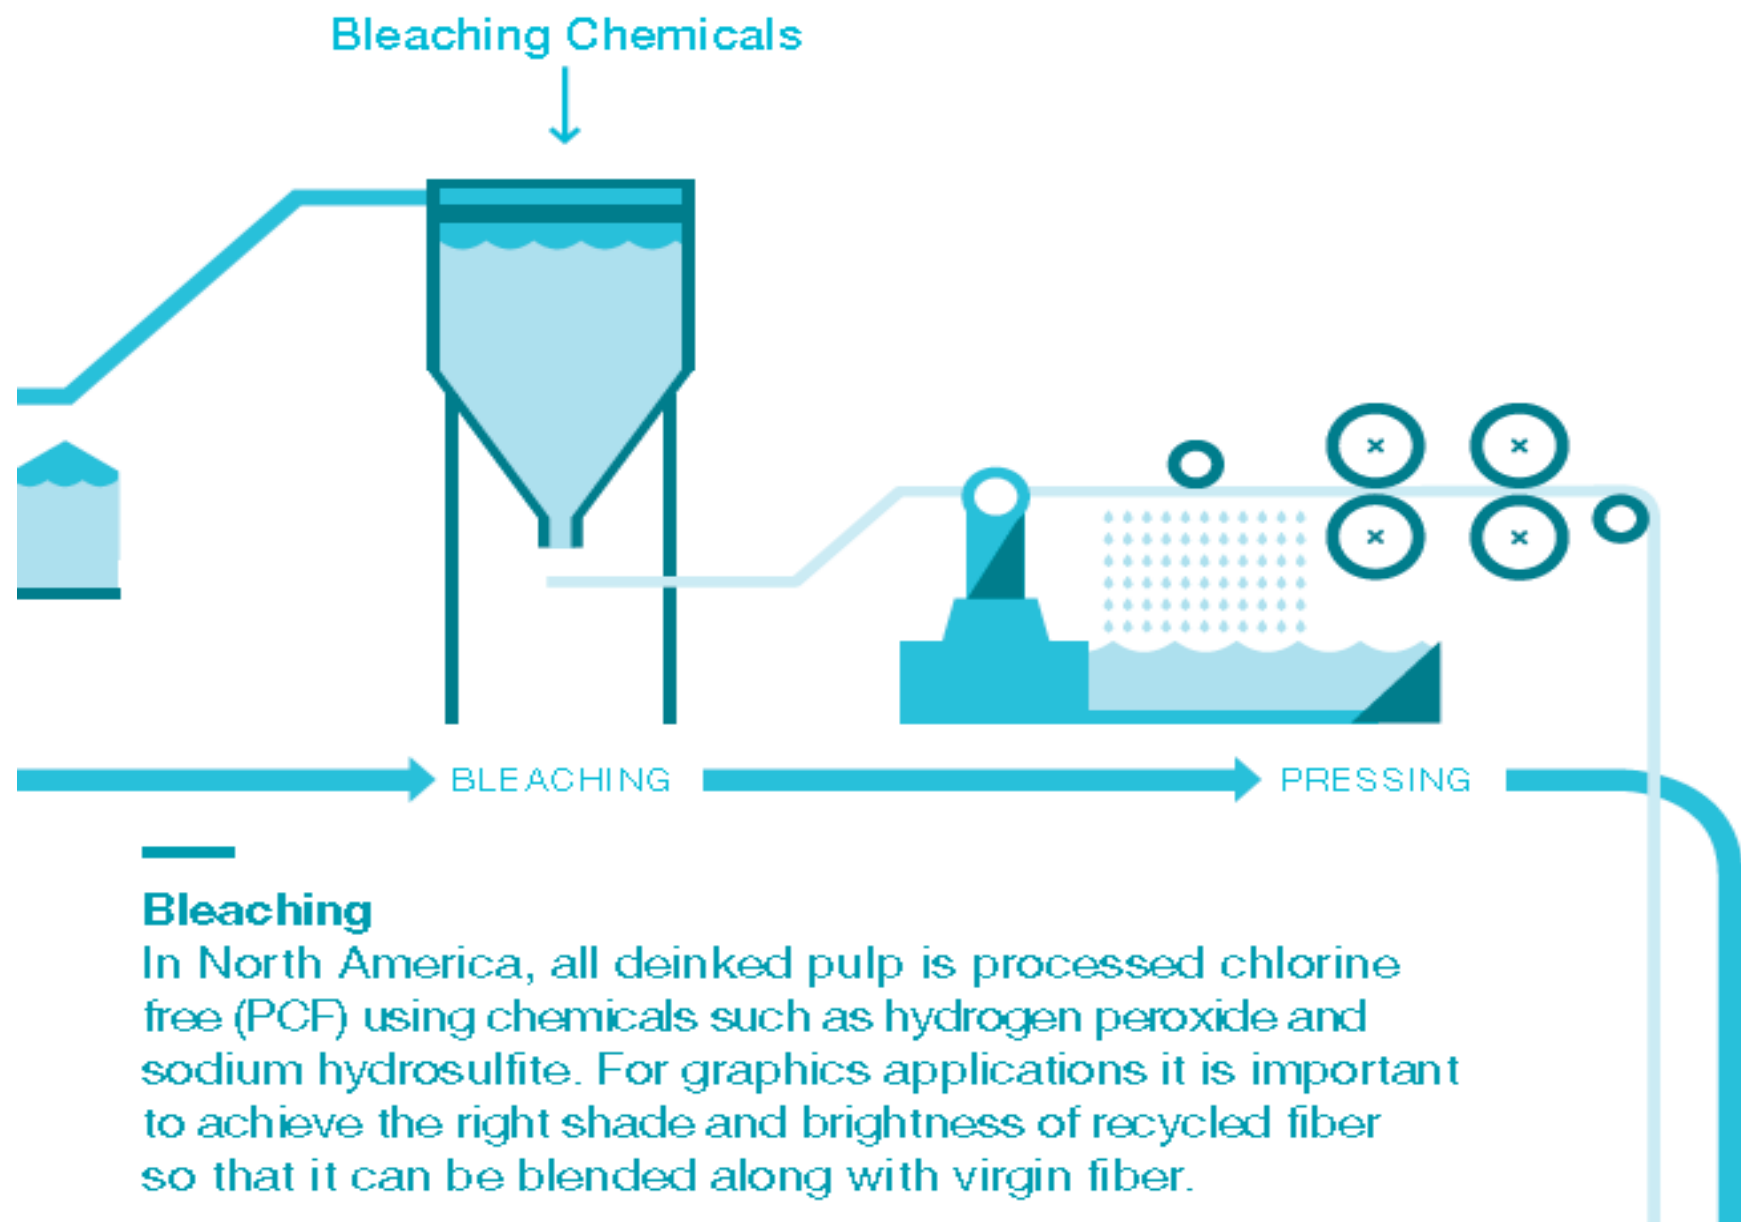 Bleaching Chemicals
BLEACHING
PRESSING
Bleaching
In North America, all deinked pulp is processed chlorine
free (PCF) using chemicals such as hydrogen peroxide and
sodium hydrosulfite. For graphics applications it is important
to achieve the right shade and brightness of recycled fiber
so that it can be blended along with virgin fiber.